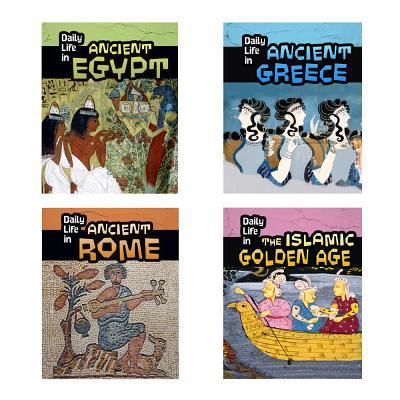 Daily
Life
in
ANCIENT
EGYPT
Daily
Life
in
ANCIENT
GREECE
Daily
Life
in
ANCIENT
ROME
Daily
Life
in
THE ISLAMIC
GOLDEN AGE